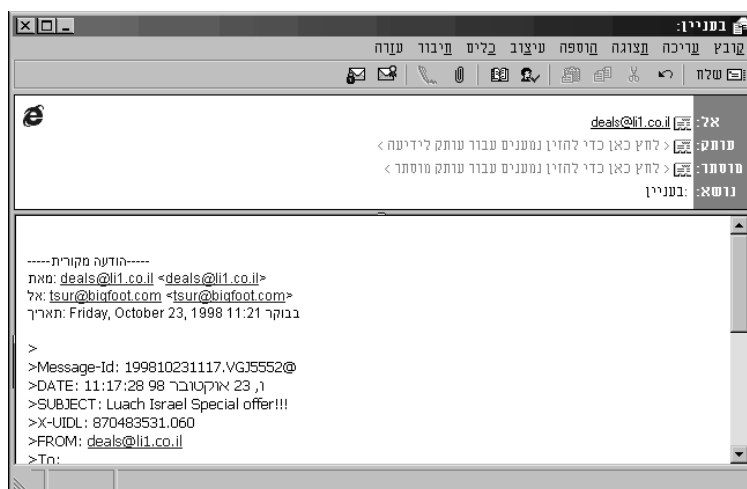 בעניין:
קובץ עריכה תצוגה הוספה עיצוב כלים חיבור עזרה
שלח
אל: deals@li1.co.il
עותק: < לחץ כאן כדי להזין נמענים עבור עותק לידיעה >
מוסתר: < לחץ כאן כדי להזין נמענים עבור עותק מוסתר >
נושא: בעניין:
-----הודעה מקורית-----
מאת: deals@li1.co.il <deals@li1.co.il>
אל: tsur@bigfoot.com <tsur@bigfoot.com>
תאריך: Friday, October 23, 1998 11:21 בבוקר
>
>Message-Id: 199810231117.VGJ5552@
>DATE: 11:17:28 98 ו, 23 אוקטובר
>SUBJECT: Luach Israel Special offer!!!
>X-UIDL: 870483531.060
>FROM: deals@li1.co.il
>To: